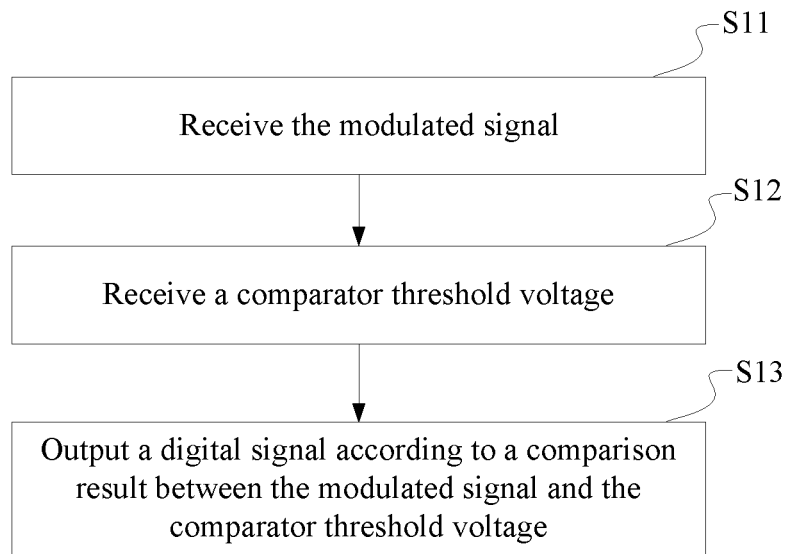 S11
Receive the modulated signal
S12
Receive a comparator threshold voltage
S13
Output a digital signal according to a comparison
result between the modulated signal and the
comparator threshold voltage